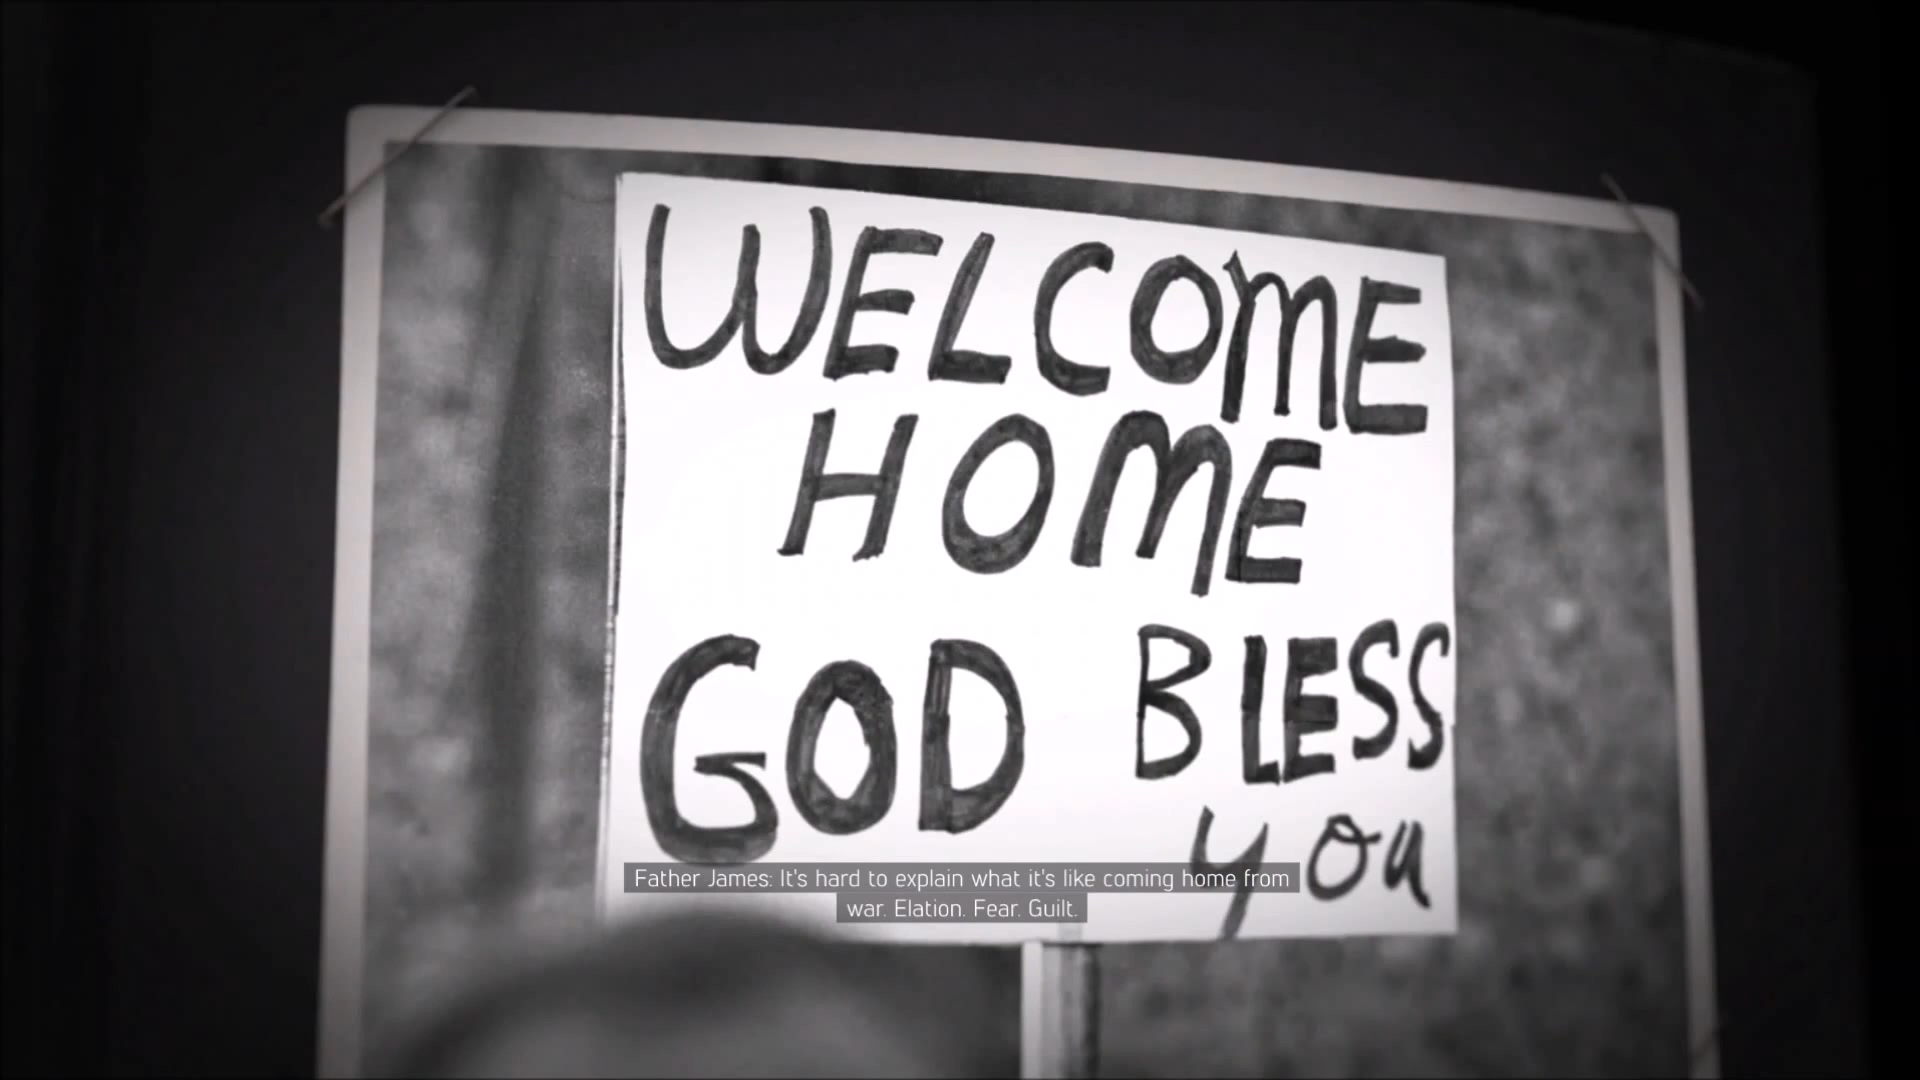 WELCOME
HOME
GOD BLESS
you
Father James: It's hard to explain what it's like coming home from
war. Elation. Fear. Guilt.